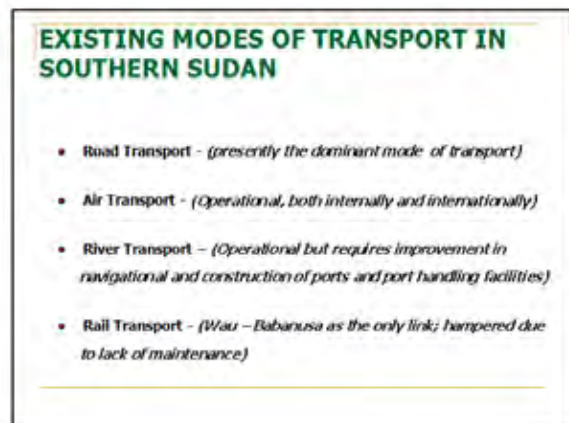 EXISTING MODES OF TRANSPORT IN
SOUTHERN SUDAN
• Road Transport - (presently the dominant mode of transport)
• Air Transport - (Operational, both internally and internationally)
• River Transport – (Operational but requires improvement in
navigational and construction of ports and port handling facilities)
• Rail Transport - (Wau – Babanusa as the only link; hampered due
to lack of maintenance)